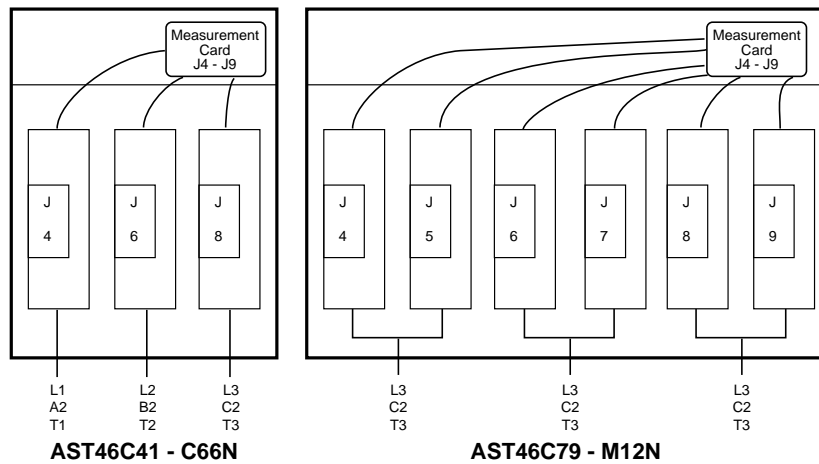 Measurement
Card
J4 - J9
J
4
J
6
J
8
L1
A2
T1
L2
B2
T2
L3
C2
T3
AST46C41 - C66N
Measurement
Card
J4 - J9
J
4
J
5
J
6
J
7
J
8
J
9
L3
C2
T3
L3
C2
T3
L3
C2
T3
AST46C79 - M12N